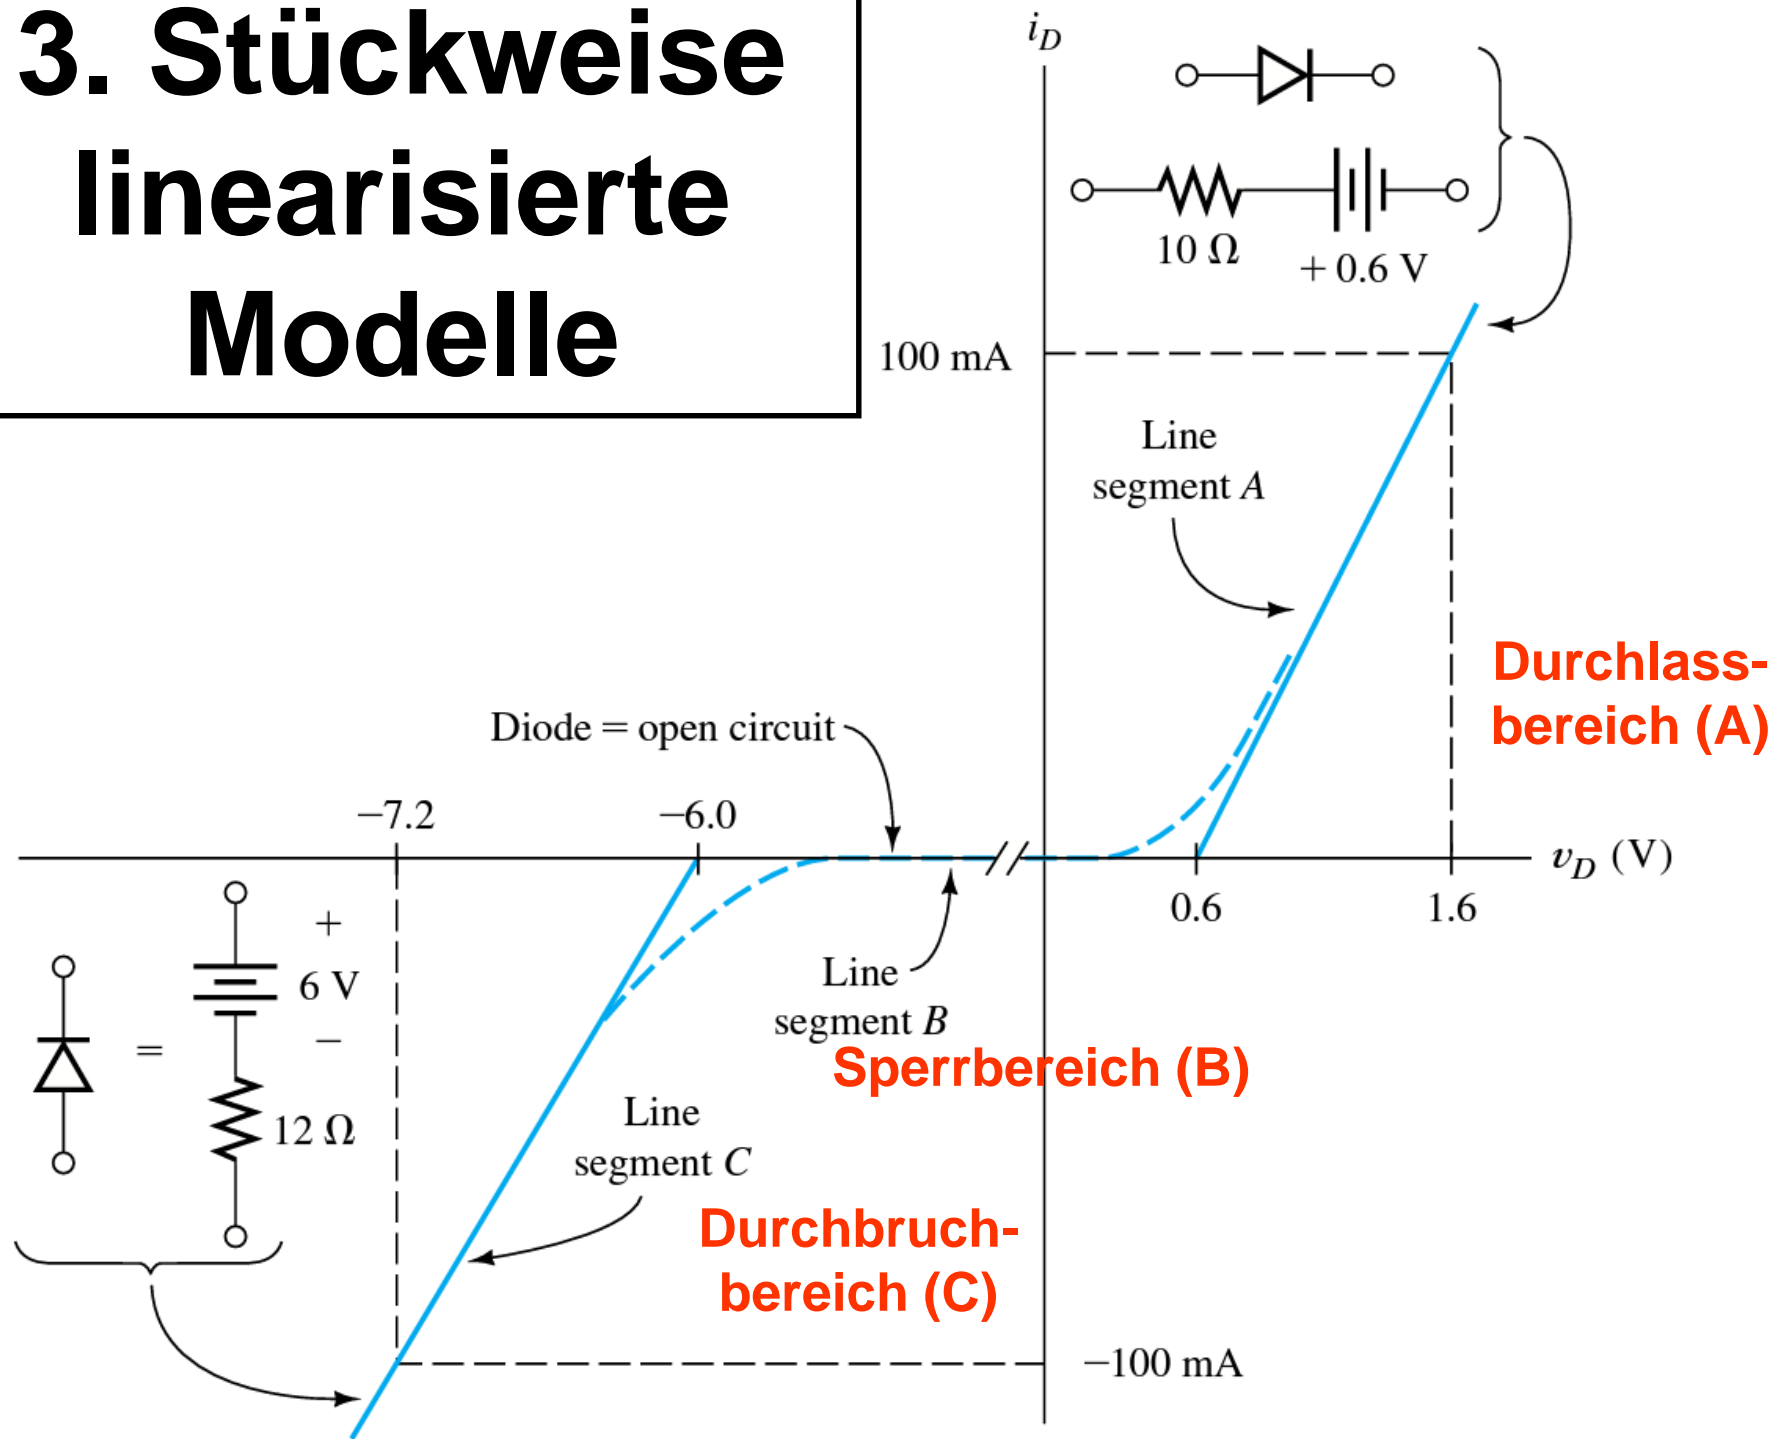 3. Stückweise
linearisierte
Modelle
i_D
10 Ω
+ 0.6 V
100 mA
Line
segment A
Durchlass-
bereich (A)
Diode = open circuit
−7.2
−6.0
v_D (V)
0.6
1.6
+
6 V
−
=
12 Ω
Line
segment B
Sperrbereich (B)
Line
segment C
Durchbruch-
bereich (C)
−100 mA